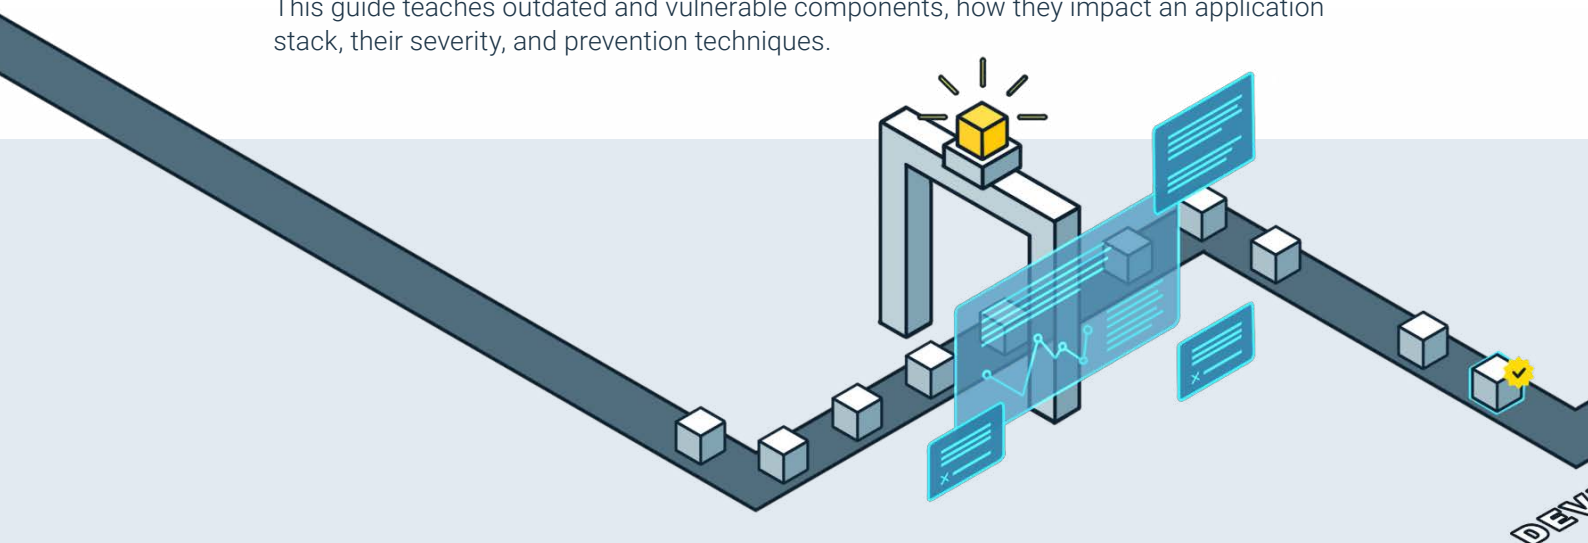 This guide teaches outdated and vulnerable components, how they impact an application
stack, their severity, and prevention techniques.